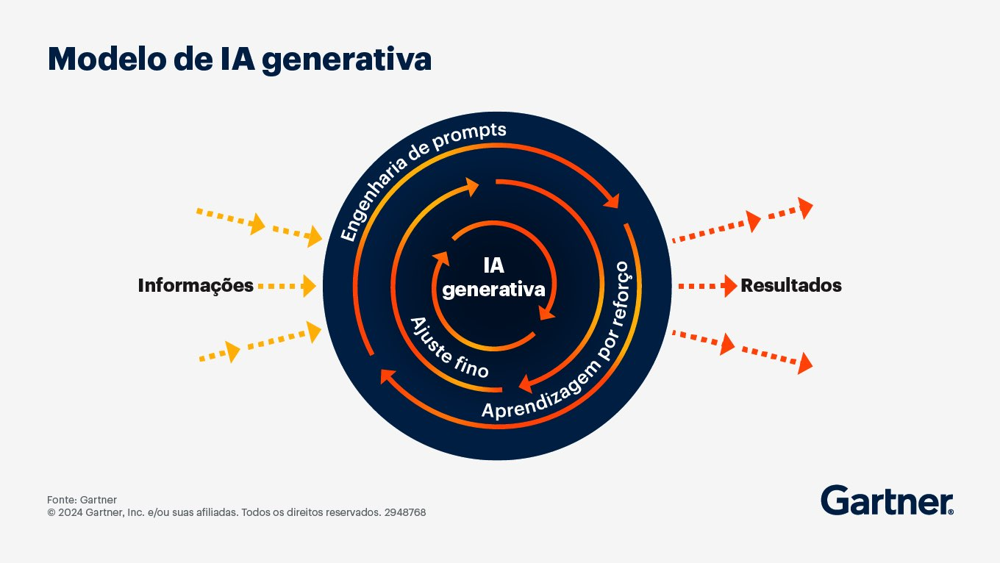 Modelo de IA generativa
Engenharia de prompts
IA
generativa
Informações
Resultados
Ajuste fino
Aprendizagem por reforço
Fonte: Gartner
© 2024 Gartner, Inc. e/ou suas afiliadas. Todos os direitos reservados. 2948768
Gartner®